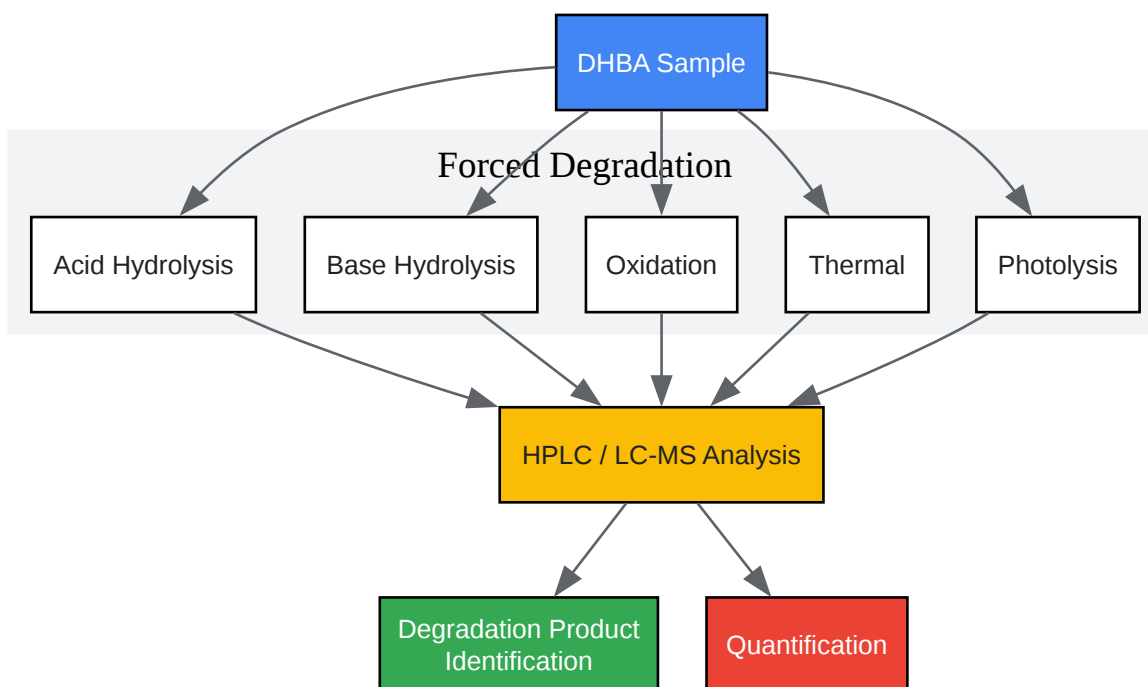 DHBA Sample
Forced Degradation
Acid Hydrolysis
Base Hydrolysis
Oxidation
Thermal
Photolysis
HPLC / LC-MS Analysis
Degradation Product
Identification
Quantification